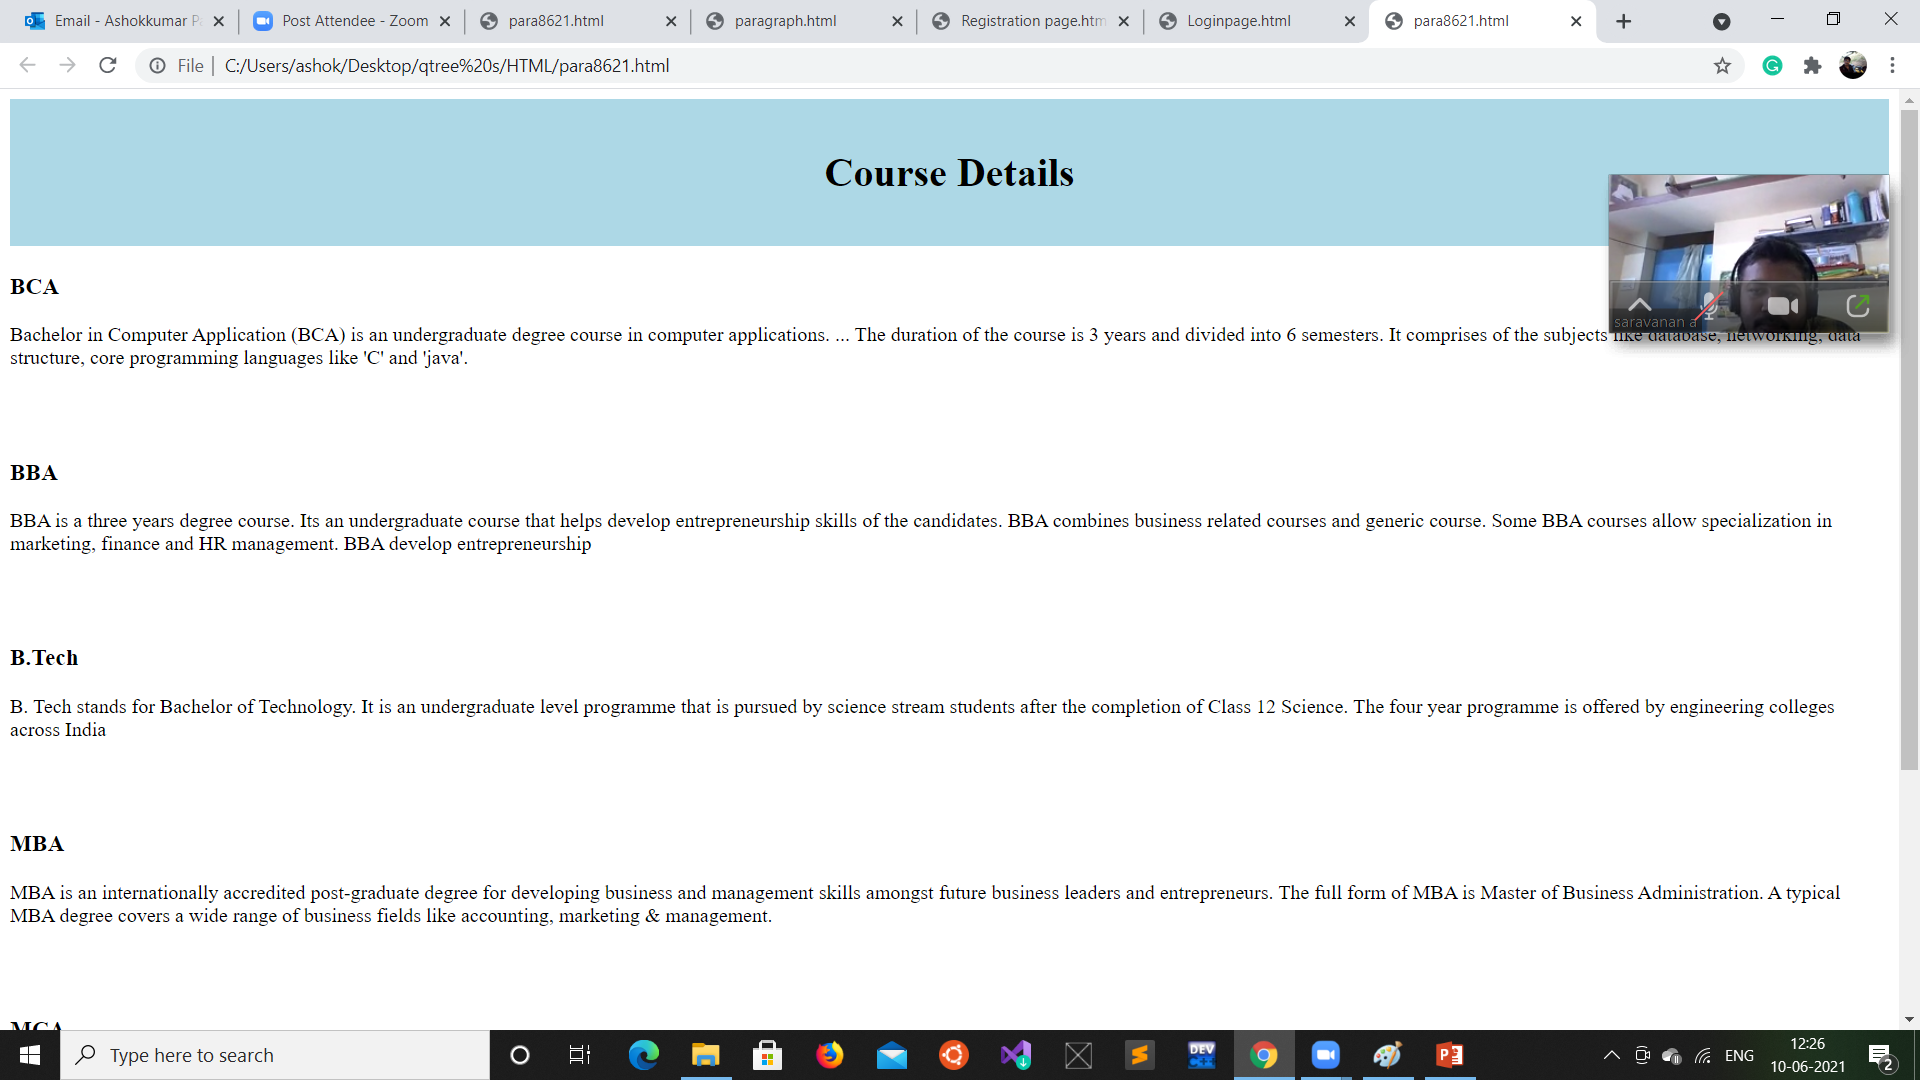 Email - Ashokkumar P
Post Attendee - Zoom
para8621.html
paragraph.html
Registration page.htm
Loginpage.html
para8621.html
File | C:/Users/ashok/Desktop/qtree%20s/HTML/para8621.html
Course Details
saravanan a
BCA
Bachelor in Computer Application (BCA) is an undergraduate degree course in computer applications. ... The duration of the course is 3 years and divided into 6 semesters. It comprises of the subjects like database, networking, data
structure, core programming languages like 'C' and 'java'.
BBA
BBA is a three years degree course. Its an undergraduate course that helps develop entrepreneurship skills of the candidates. BBA combines business related courses and generic course. Some BBA courses allow specialization in
marketing, finance and HR management. BBA develop entrepreneurship
B.Tech
B. Tech stands for Bachelor of Technology. It is an undergraduate level programme that is pursued by science stream students after the completion of Class 12 Science. The four year programme is offered by engineering colleges
across India
MBA
MBA is an internationally accredited post-graduate degree for developing business and management skills amongst future business leaders and entrepreneurs. The full form of MBA is Master of Business Administration. A typical
MBA degree covers a wide range of business fields like accounting, marketing & management.
MCA
Type here to search
DEV
ENG
12:26
10-06-2021
2